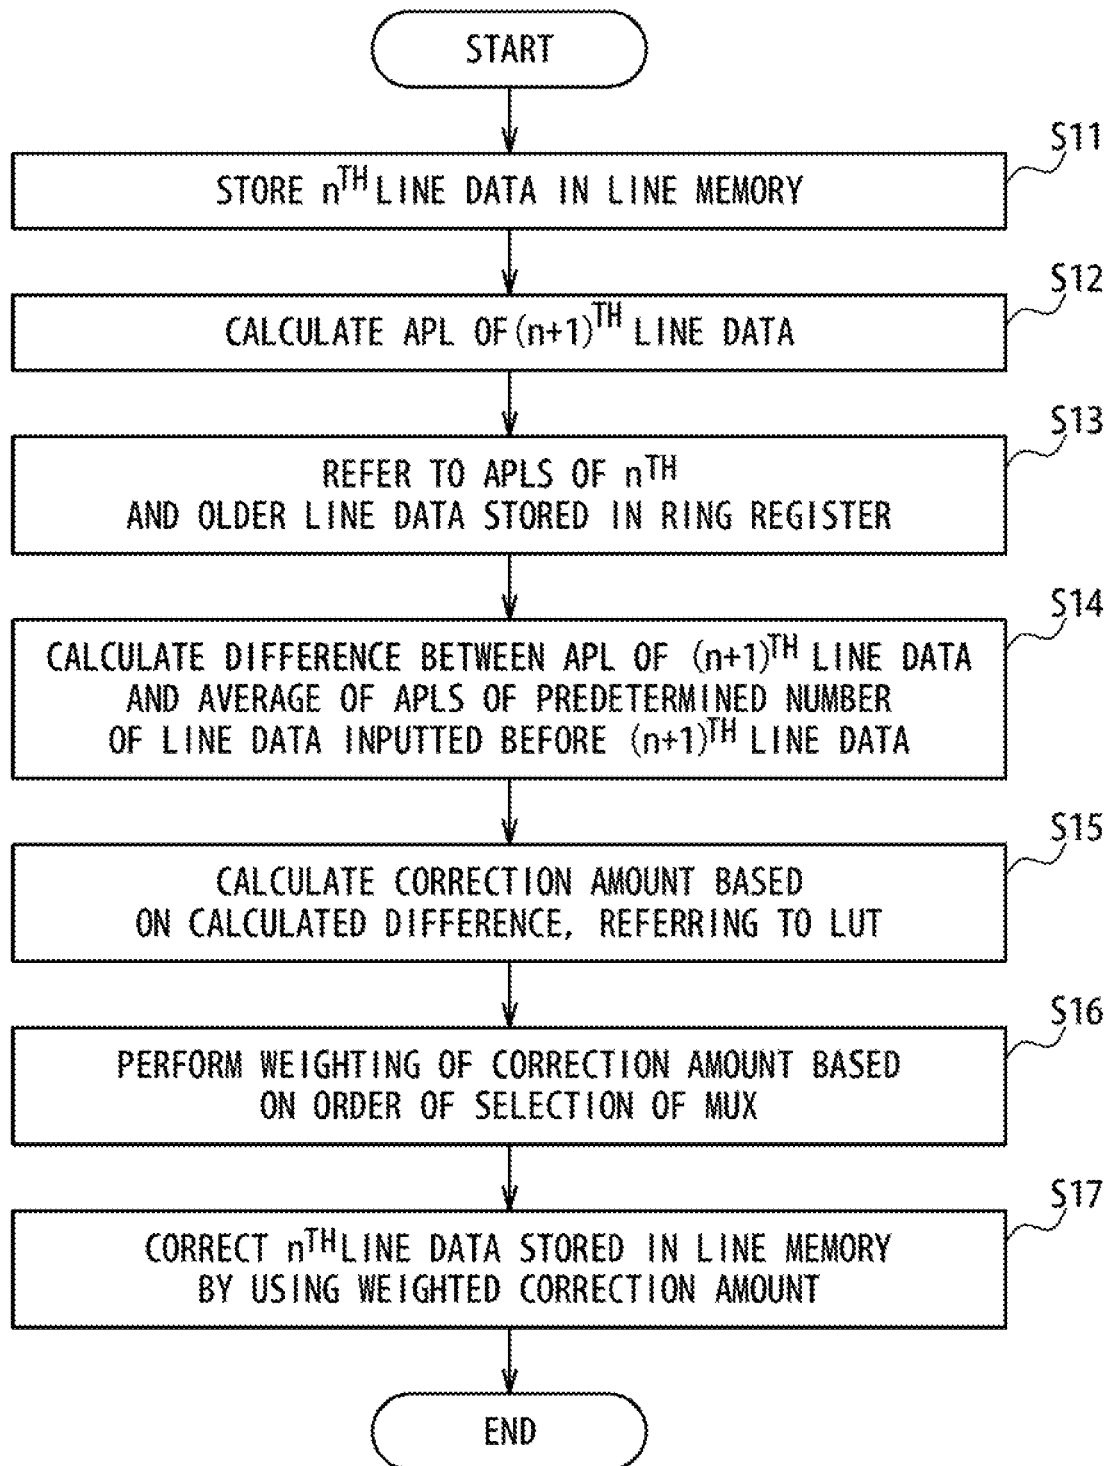 START
S11
STORE nTH LINE DATA IN LINE MEMORY
S12
CALCULATE APL OF (n+1)TH LINE DATA
S13
REFER TO APLS OF nTH
AND OLDER LINE DATA STORED IN RING REGISTER
S14
CALCULATE DIFFERENCE BETWEEN APL OF (n+1)TH LINE DATA
AND AVERAGE OF APLS OF PREDETERMINED NUMBER
OF LINE DATA INPUTTED BEFORE (n+1)TH LINE DATA
S15
CALCULATE CORRECTION AMOUNT BASED
ON CALCULATED DIFFERENCE, REFERRING TO LUT
S16
PERFORM WEIGHTING OF CORRECTION AMOUNT BASED
ON ORDER OF SELECTION OF MUX
S17
CORRECT nTH LINE DATA STORED IN LINE MEMORY
BY USING WEIGHTED CORRECTION AMOUNT
END